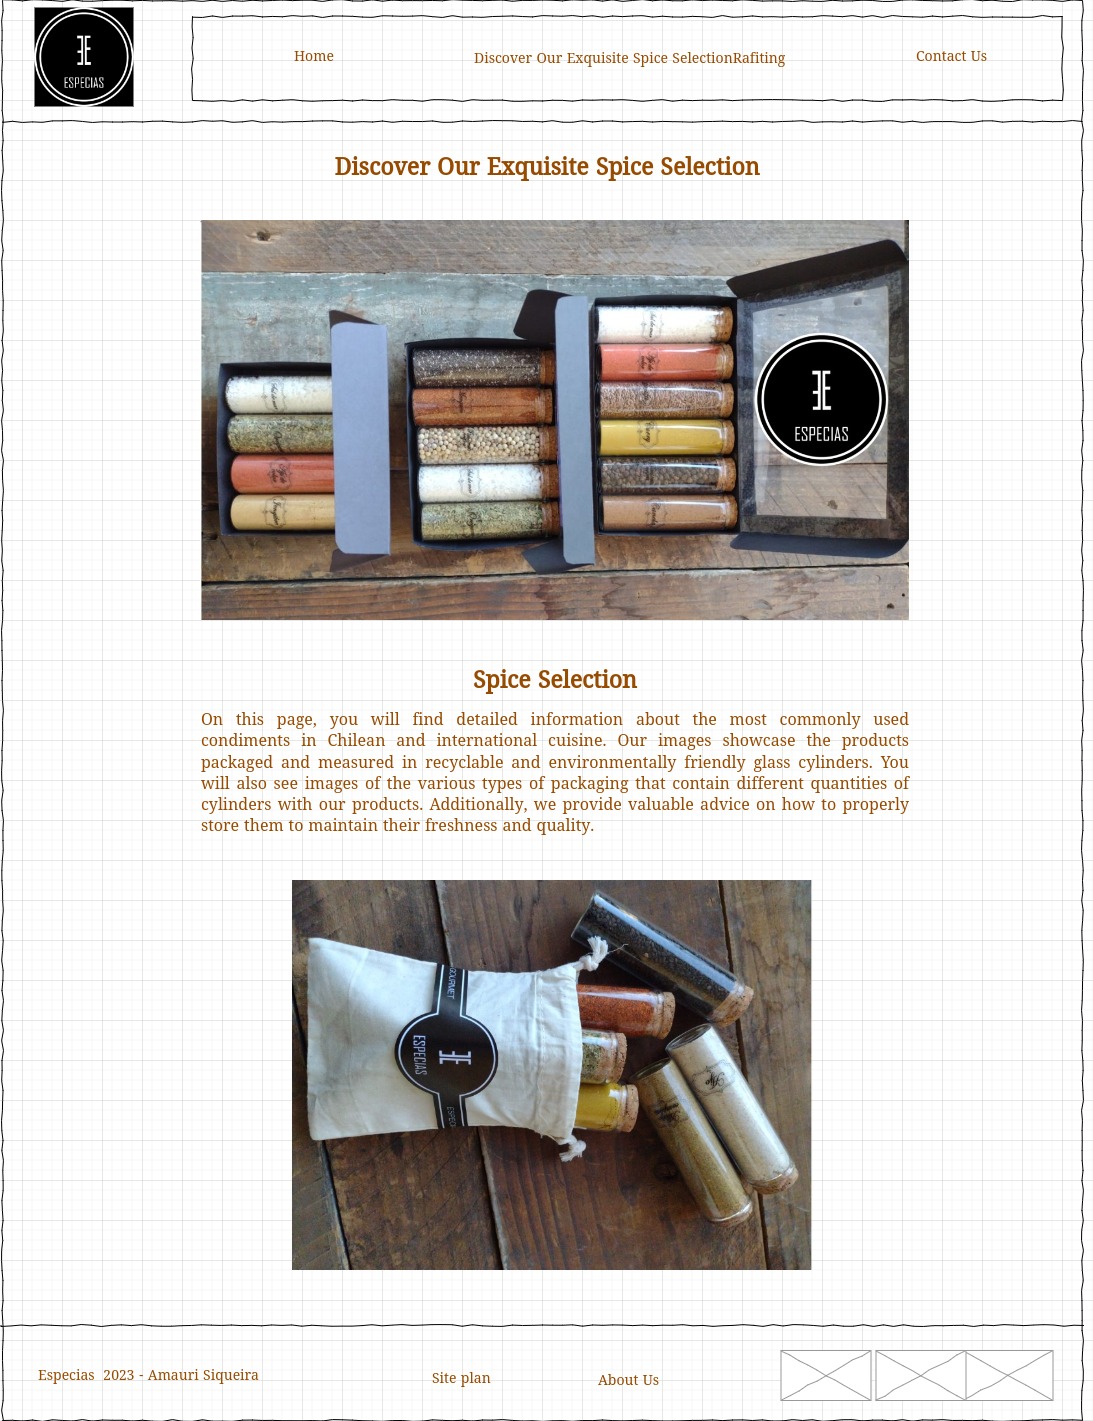 ESPECIAS
Home
Discover Our Exquisite Spice SelectionRafiting
Contact Us
Discover Our Exquisite Spice Selection
Curry
ESPECIAS
Spice Selection
On this page, you will find detailed information about the most commonly used
condiments in Chilean and international cuisine. Our images showcase the products
packaged and measured in recyclable and environmentally friendly glass cylinders. You
will also see images of the various types of packaging that contain different quantities of
cylinders with our products. Additionally, we provide valuable advice on how to properly
store them to maintain their freshness and quality.
GOURMET
ESPECIAS
Ajo
Especias 2023 - Amauri Siqueira
Site plan
About Us